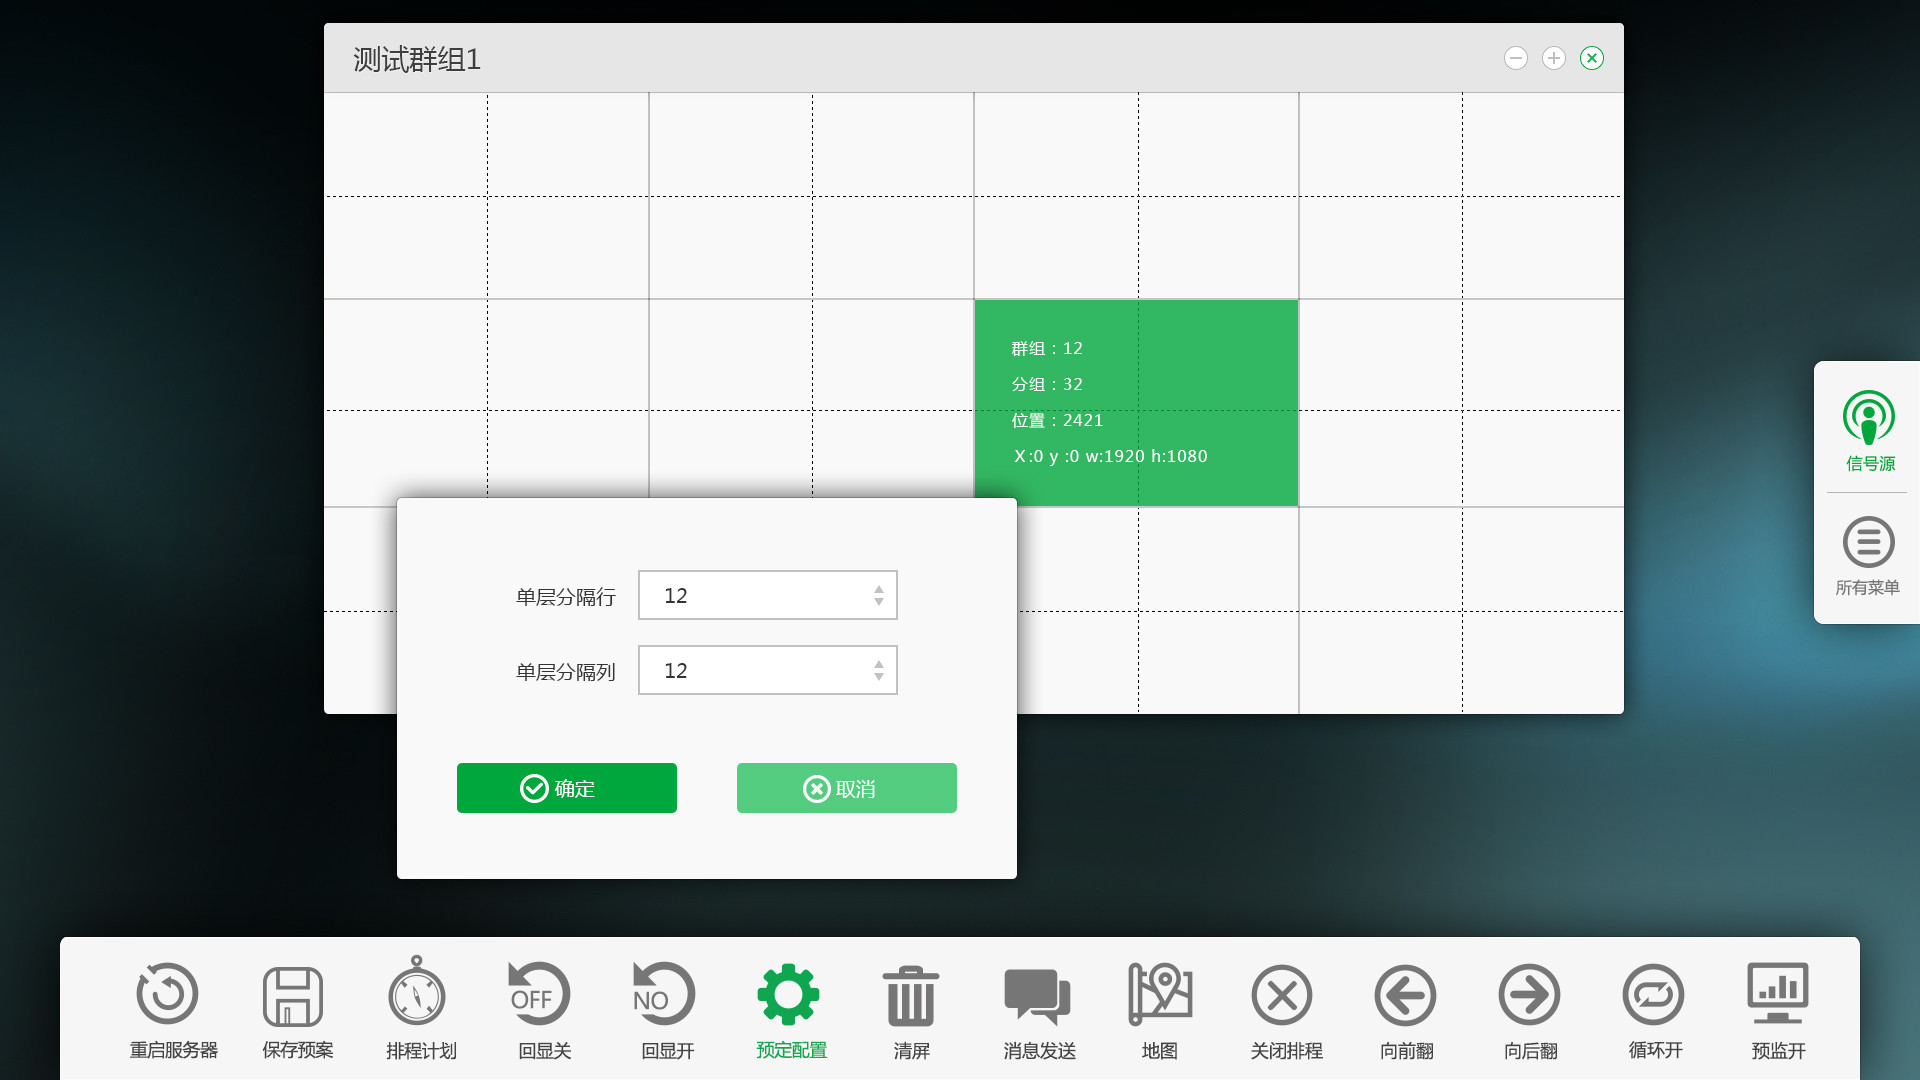 测试群组1
群组：12
分组：32
位置：2421
X:0 y :0 w:1920 h:1080
信号源
所有菜单
单层分隔行 12
单层分隔列 12
确定 取消
OFF NO
重启服务器 保存预案 排程计划 回显关 回显开 预定配置 清屏 消息发送 地图 关闭排程 向前翻 向后翻 循环开 预监开